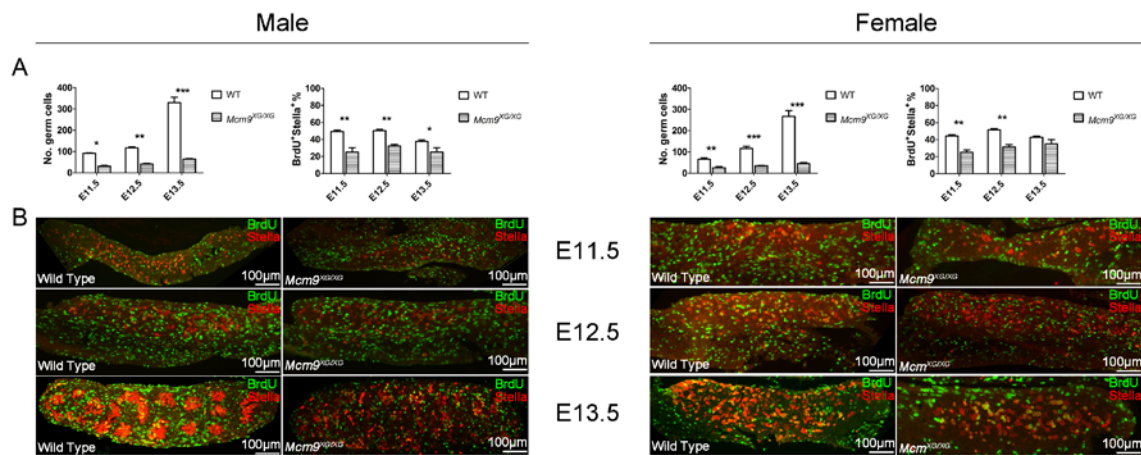 Male
Female
A
No. germ cells
400
300
200
100
0
*
**
***
E11.5
E12.5
E13.5
WT
Mcm9XG/XG
BrdU+Stella+%
100
80
60
40
20
0
**
**
*
E11.5
E12.5
E13.5
WT
Mcm9XG/XG
No. germ cells
400
300
200
100
0
**
***
***
E11.5
E12.5
E13.5
WT
Mcm9XG/XG
BrdU+Stella+%
100
80
60
40
20
0
**
**
E11.5
E12.5
E13.5
WT
Mcm9XG/XG
B
BrdU
Stella
Wild Type
100μm
BrdU
Stella
Mcm9XG/XG
100μm
E11.5
BrdU
Stella
Wild Type
100μm
BrdU
Stella
Mcm9XG/XG
100μm
BrdU
Stella
Wild Type
100μm
BrdU
Stella
Mcm9XG/XG
100μm
E12.5
BrdU
Stella
Wild Type
100μm
BrdU
Stella
McmXG/XG
100μm
BrdU
Stella
Wild Type
100μm
BrdU
Stella
Mcm9XG/XG
100μm
E13.5
BrdU
Stella
Wild Type
100μm
BrdU
Stella
McmXG/XG
100μm